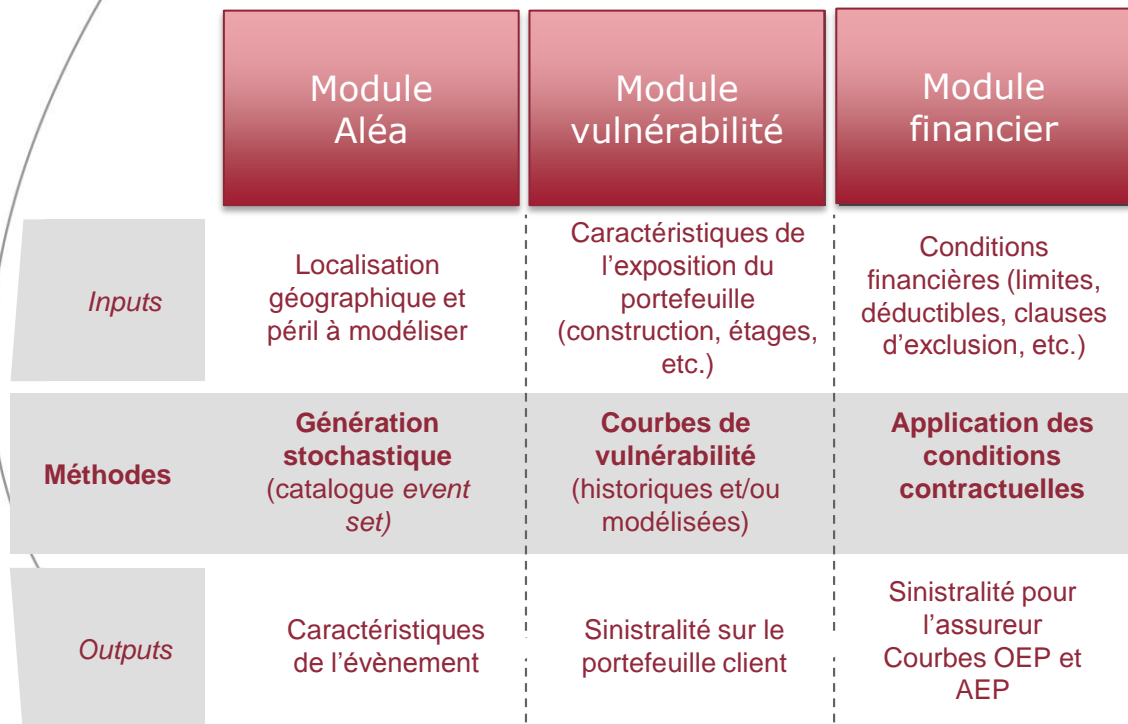 Module
Aléa
Module
vulnérabilité
Module
financier
Inputs
Localisation
géographique et
péril à modéliser
Caractéristiques de
l’exposition du
portefeuille
(construction, étages,
etc.)
Conditions
financières (limites,
déductibles, clauses
d’exclusion, etc.)
Méthodes
Génération
stochastique
(catalogue event
set)
Courbes de
vulnérabilité
(historiques et/ou
modélisées)
Application des
conditions
contractuelles
Outputs
Caractéristiques
de l’évènement
Sinistralité sur le
portefeuille client
Sinistralité pour
l’assureur
Courbes OEP et
AEP